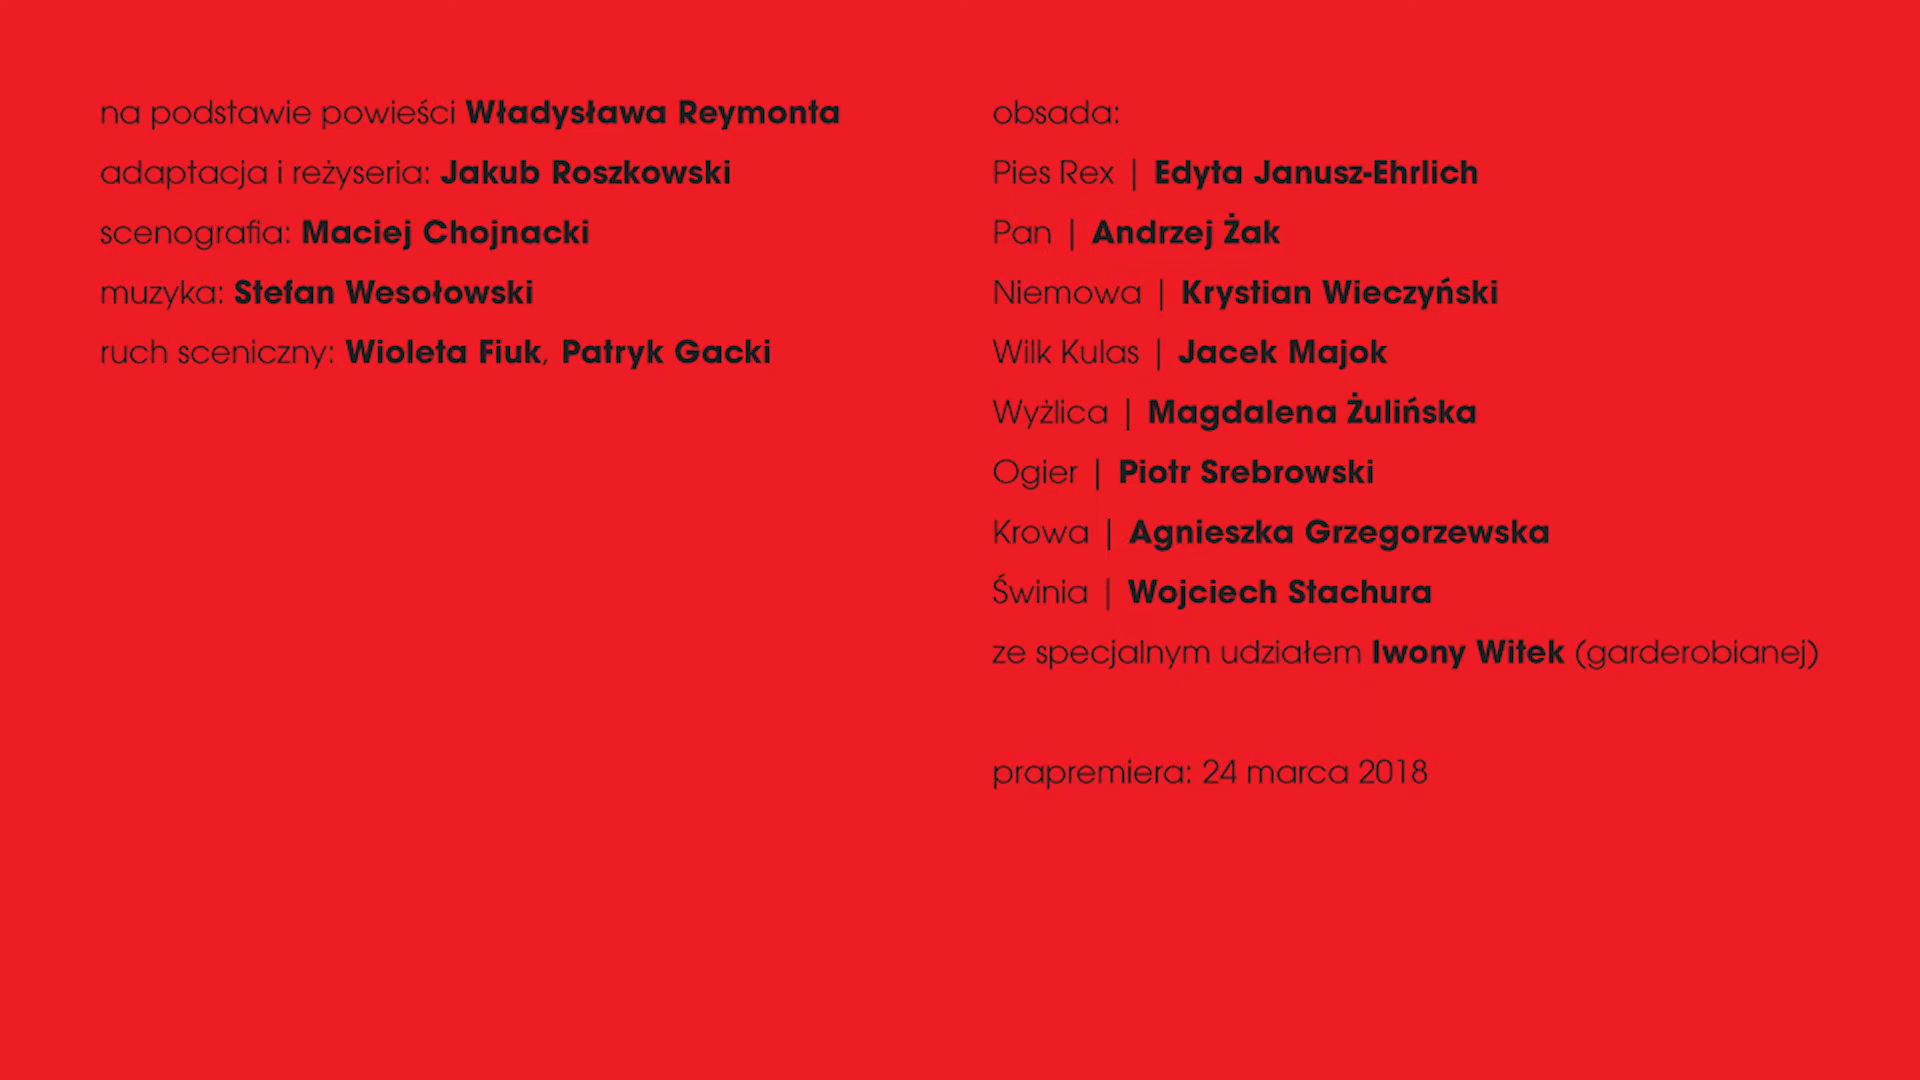 na podstawie powieści Władysława Reymonta
adaptacja i reżyseria: Jakub Roszkowski
scenografia: Maciej Chojnacki
muzyka: Stefan Wesołowski
ruch sceniczny: Wioleta Fiuk, Patryk Gacki
obsada:
Pies Rex | Edyta Janusz-Ehrlich
Pan | Andrzej Żak
Niemowa | Krystian Wieczyński
Wilk Kulas | Jacek Majok
Wyżlica | Magdalena Żulińska
Ogier | Piotr Srebrowski
Krowa | Agnieszka Grzegorzewska
Świnia | Wojciech Stachura
ze specjalnym udziałem Iwony Witek (garderobianej)
prapremiera: 24 marca 2018